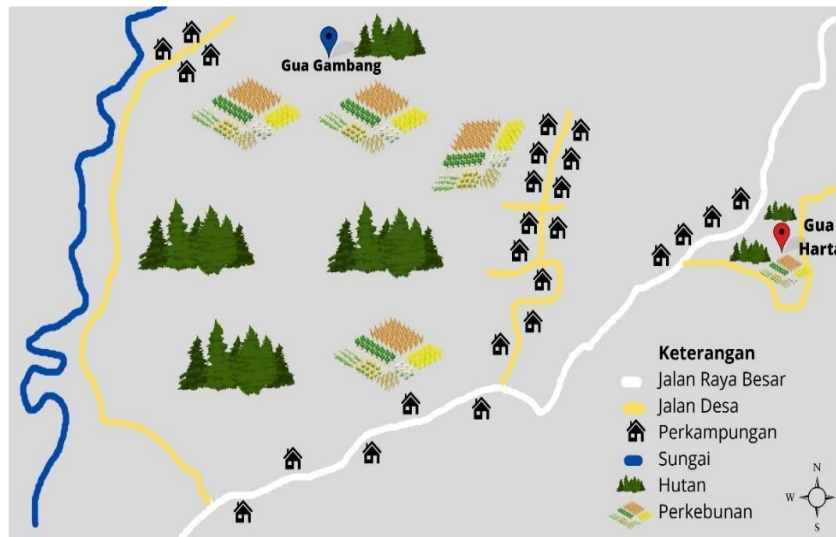 Gua Gambang
Gua
Harta
Keterangan
Jalan Raya Besar
Jalan Desa
Perkampungan
Sungai
Hutan
Perkebunan
N
W
E
S